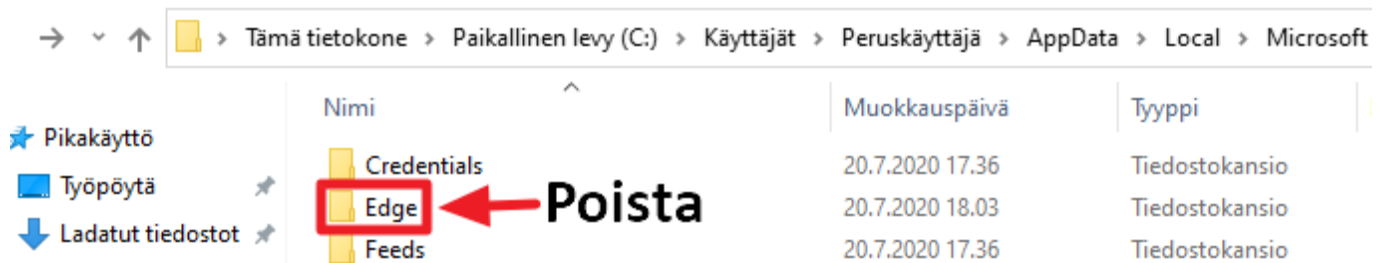 Tämä tietokone > Paikallinen levy (C:) > Käyttäjät > Peruskäyttäjä > AppData > Local > Microsoft
Nimi Muokkauspäivä Tyyppi
Pikakäyttö
Credentials 20.7.2020 17.36 Tiedostokansio
Työpöytä
Edge Poista 20.7.2020 18.03 Tiedostokansio
Ladatut tiedostot
Feeds 20.7.2020 17.36 Tiedostokansio